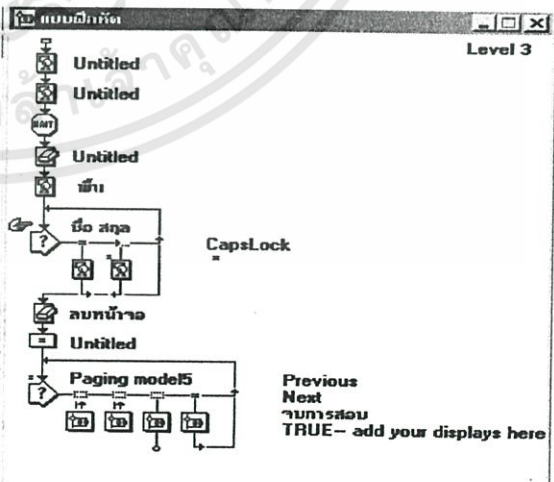 แบบฝึกหัด
Level 3
Untitled
Untitled
WAIT
Untitled
พื้น
ชื่อ สกุล
CapsLock
*
ลบหน้าจอ
Untitled
Paging model5
Previous
Next
จบการสอบ
TRUE-- add your displays here